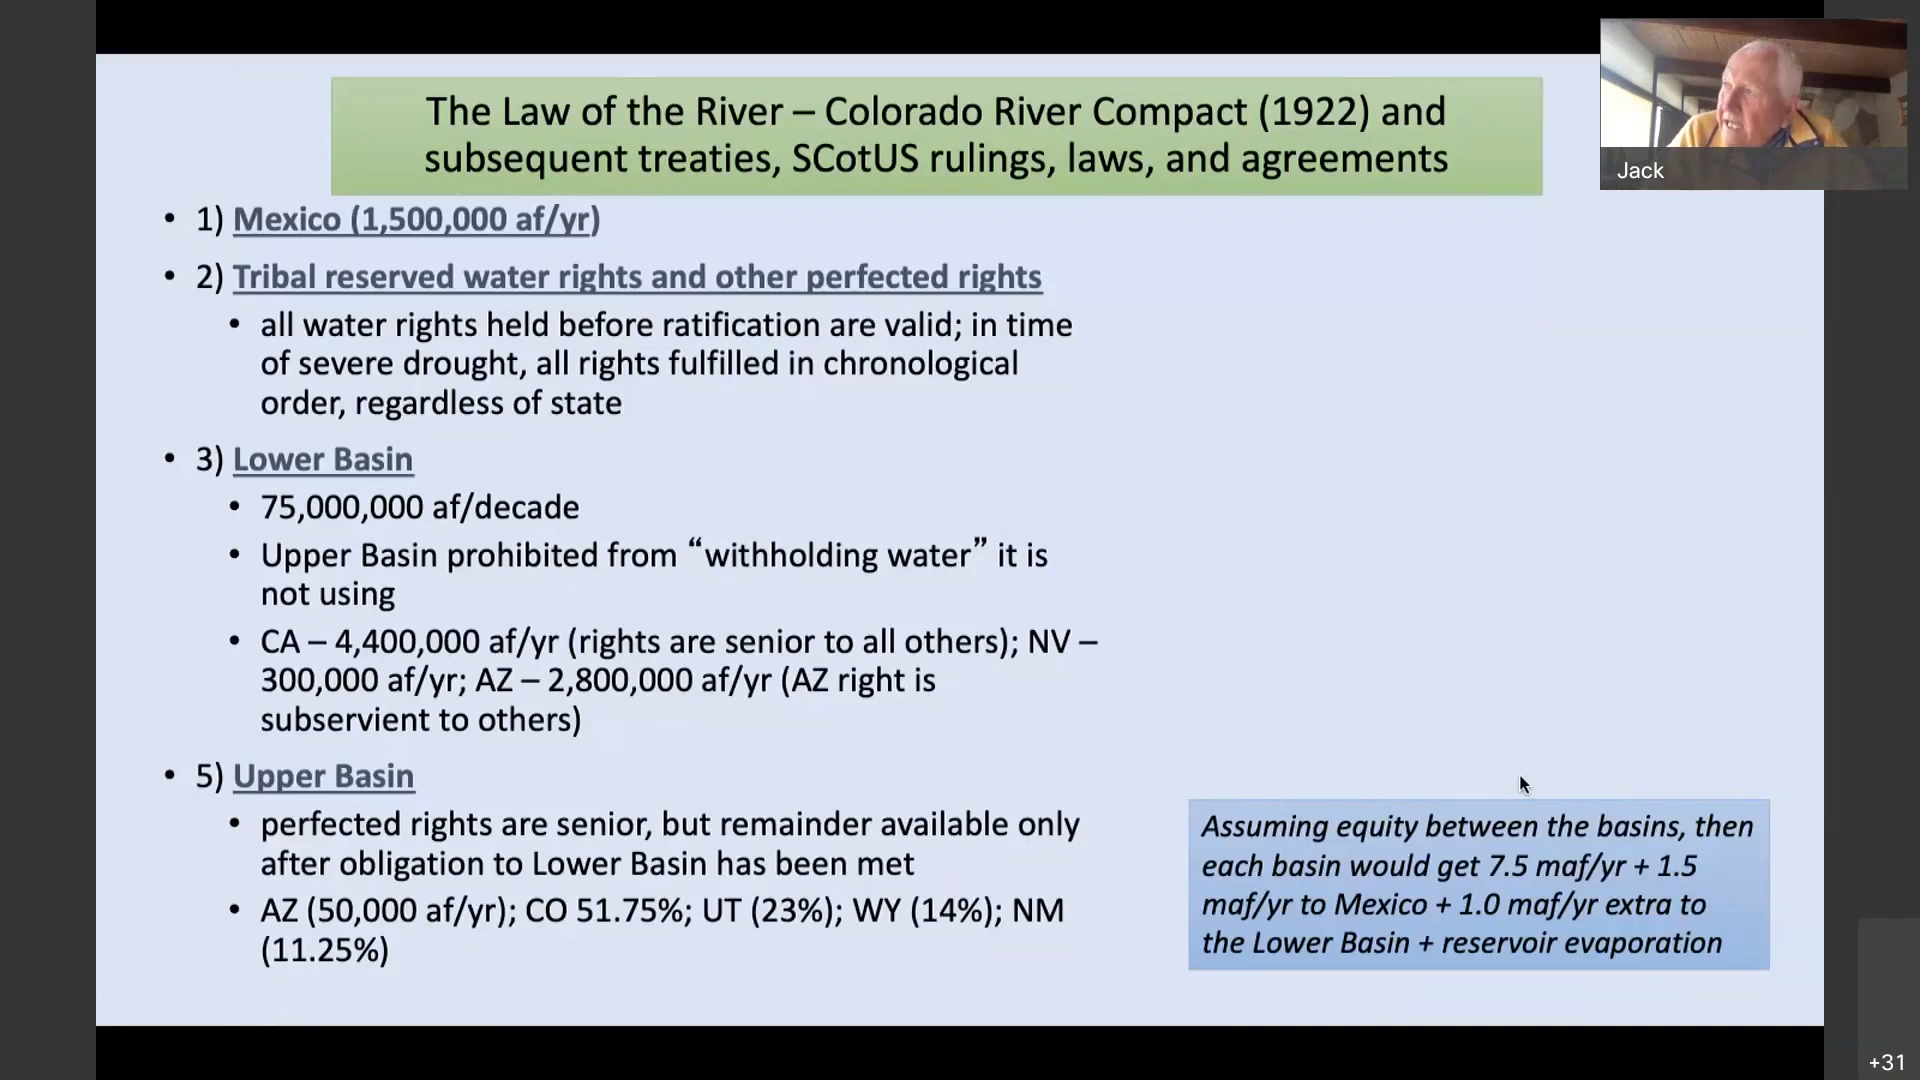 The Law of the River – Colorado River Compact (1922) and
subsequent treaties, SCotUS rulings, laws, and agreements
Jack
• 1) Mexico (1,500,000 af/yr)
• 2) Tribal reserved water rights and other perfected rights
• all water rights held before ratification are valid; in time
of severe drought, all rights fulfilled in chronological
order, regardless of state
• 3) Lower Basin
• 75,000,000 af/decade
• Upper Basin prohibited from “withholding water” it is
not using
• CA – 4,400,000 af/yr (rights are senior to all others); NV –
300,000 af/yr; AZ – 2,800,000 af/yr (AZ right is
subservient to others)
• 5) Upper Basin
• perfected rights are senior, but remainder available only
after obligation to Lower Basin has been met
• AZ (50,000 af/yr); CO 51.75%; UT (23%); WY (14%); NM
(11.25%)
Assuming equity between the basins, then
each basin would get 7.5 maf/yr + 1.5
maf/yr to Mexico + 1.0 maf/yr extra to
the Lower Basin + reservoir evaporation
+31